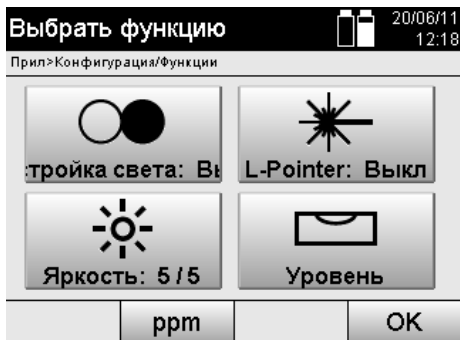 Выбрать функцию
20/06/11
12:18
Прил>Конфигурация/Функции
тройка света: Вы
L-Pointer: Выкл
Яркость: 5/5
Уровень
ppm
OK